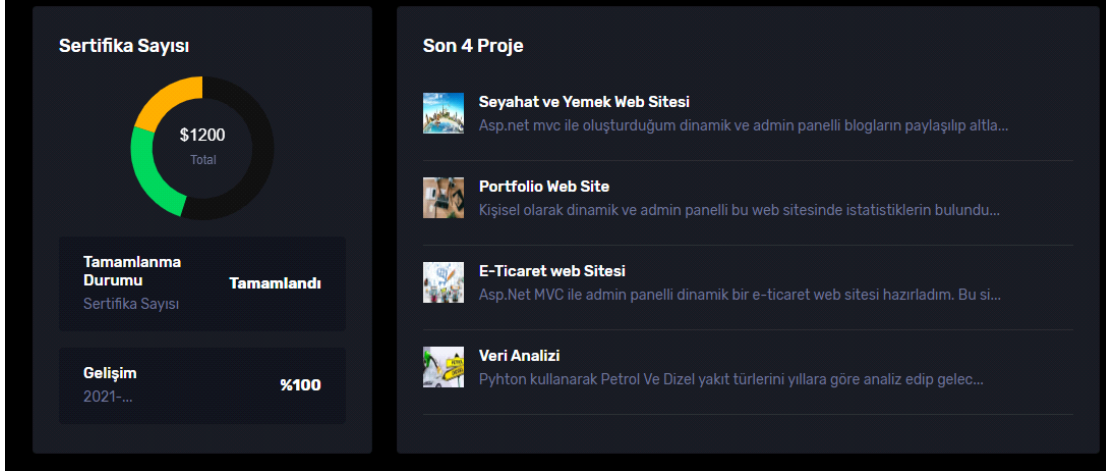 Sertifika Sayısı
$1200
Total
Tamamlanma
Durumu
Tamamlandı
Sertifika Sayısı
Gelişim
%100
2021-...
Son 4 Proje
Seyahat ve Yemek Web Sitesi
Asp.net mvc ile oluşturduğum dinamik ve admin panelli blogların paylaşılıp altla...
Portfolio Web Site
Kişisel olarak dinamik ve admin panelli bu web sitesinde istatistiklerin bulundu...
E-Ticaret web Sitesi
Asp.Net MVC ile admin panelli dinamik bir e-ticaret web sitesi hazırladım. Bu si...
Veri Analizi
Pyhton kullanarak Petrol Ve Dizel yakıt türlerini yıllara göre analiz edip gelec...